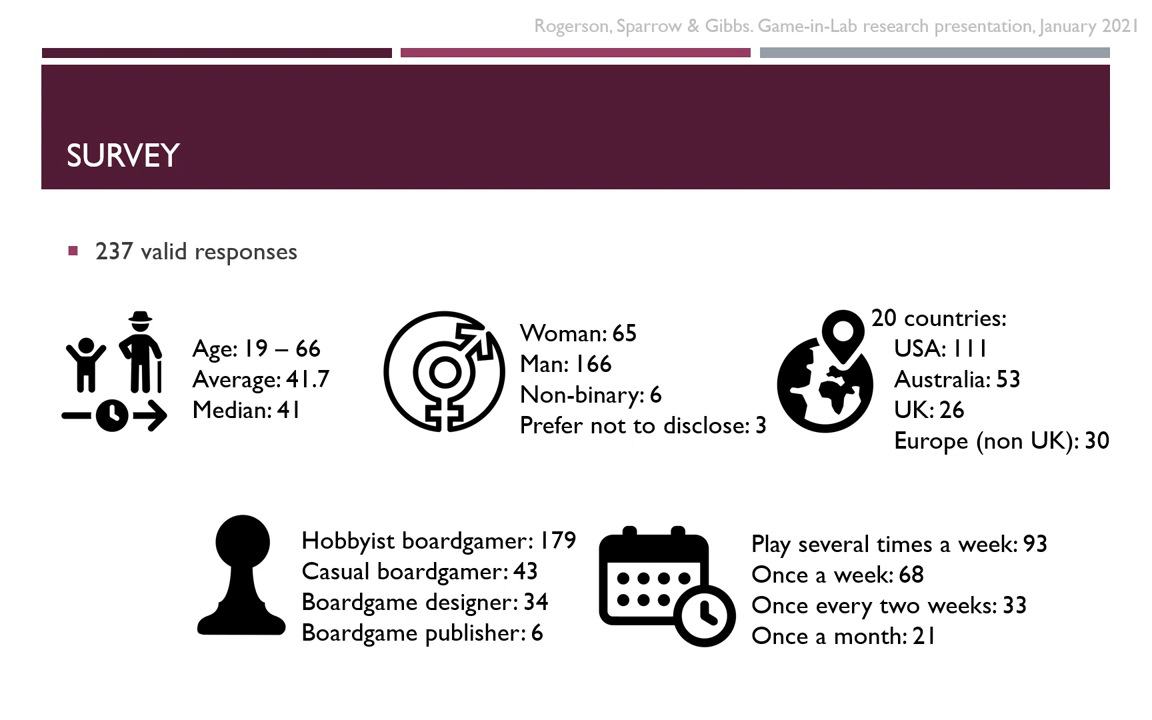 Rogerson, Sparrow & Gibbs. Game-in-Lab research presentation, January 2021
SURVEY
237 valid responses
Age: 19 – 66
Average: 41.7
Median: 41
Woman: 65
Man: 166
Non-binary: 6
Prefer not to disclose: 3
20 countries:
USA: 111
Australia: 53
UK: 26
Europe (non UK): 30
Hobbyist boardgamer: 179
Casual boardgamer: 43
Boardgame designer: 34
Boardgame publisher: 6
Play several times a week: 93
Once a week: 68
Once every two weeks: 33
Once a month: 21